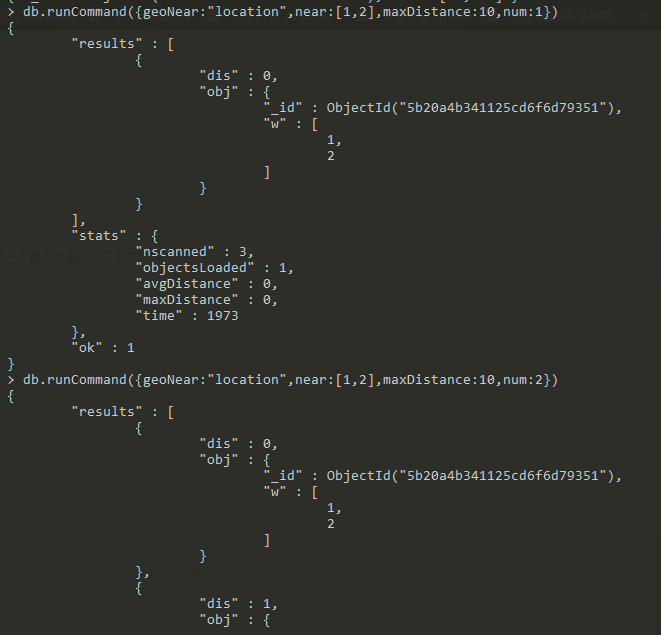 > db.runCommand({geoNear:"location",near:[1,2],maxDistance:10,num:1})
{
        "results" : [
                {
                        "dis" : 0,
                        "obj" : {
                                "_id" : ObjectId("5b20a4b341125cd6f6d79351"),
                                "w" : [
                                        1,
                                        2
                                ]
                        }
                }
        ],
        "stats" : {
                "nscanned" : 3,
                "objectsLoaded" : 1,
                "avgDistance" : 0,
                "maxDistance" : 0,
                "time" : 1973
        },
        "ok" : 1
}
> db.runCommand({geoNear:"location",near:[1,2],maxDistance:10,num:2})
{
        "results" : [
                {
                        "dis" : 0,
                        "obj" : {
                                "_id" : ObjectId("5b20a4b341125cd6f6d79351"),
                                "w" : [
                                        1,
                                        2
                                ]
                        }
                },
                {
                        "dis" : 1,
                        "obj" : {